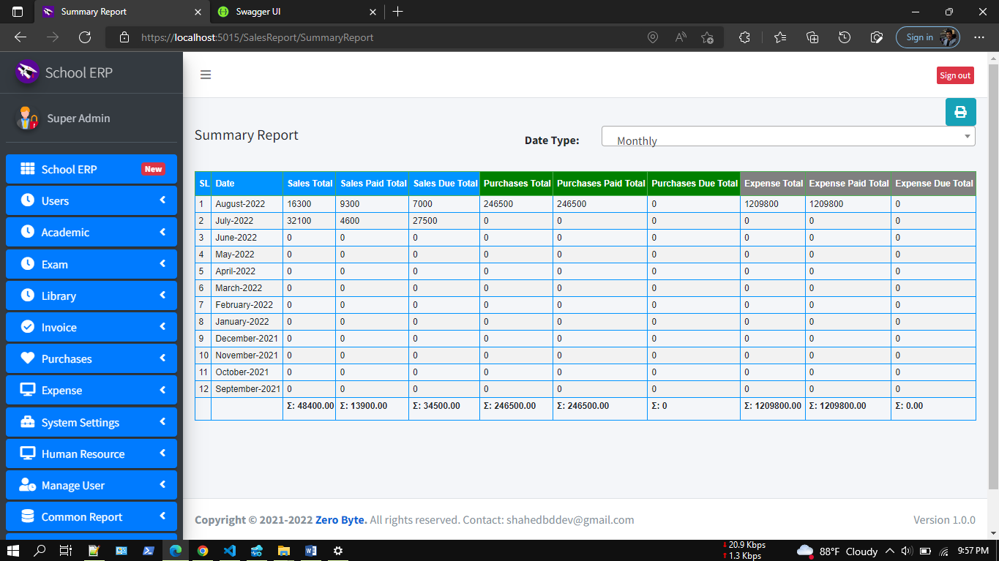 Summary Report
Swagger UI
https://localhost:5015/SalesReport/SummaryReport
Sign in
School ERP
Sign out
Super Admin
Summary Report
Date Type:
Monthly
School ERP New
Users
Academic
Exam
Library
Invoice
Purchases
Expense
System Settings
Human Resource
Manage User
Common Report
SL Date Sales Total Sales Paid Total Sales Due Total Purchases Total Purchases Paid Total Purchases Due Total Expense Total Expense Paid Total Expense Due Total
1 August-2022 16300 9300 7000 246500 246500 0 1209800 1209800 0
2 July-2022 32100 4600 27500 0 0 0 0 0 0
3 June-2022 0 0 0 0 0 0 0 0 0
4 May-2022 0 0 0 0 0 0 0 0 0
5 April-2022 0 0 0 0 0 0 0 0 0
6 March-2022 0 0 0 0 0 0 0 0 0
7 February-2022 0 0 0 0 0 0 0 0 0
8 January-2022 0 0 0 0 0 0 0 0 0
9 December-2021 0 0 0 0 0 0 0 0 0
10 November-2021 0 0 0 0 0 0 0 0 0
11 October-2021 0 0 0 0 0 0 0 0 0
12 September-2021 0 0 0 0 0 0 0 0 0
Σ: 48400.00 Σ: 13900.00 Σ: 34500.00 Σ: 246500.00 Σ: 246500.00 Σ: 0 Σ: 1209800.00 Σ: 1209800.00 Σ: 0.00
Copyright © 2021-2022 Zero Byte. All rights reserved. Contact: shahedbddev@gmail.com
Version 1.0.0
20.9 Kbps
1.3 Kbps
88°F Cloudy
9:57 PM